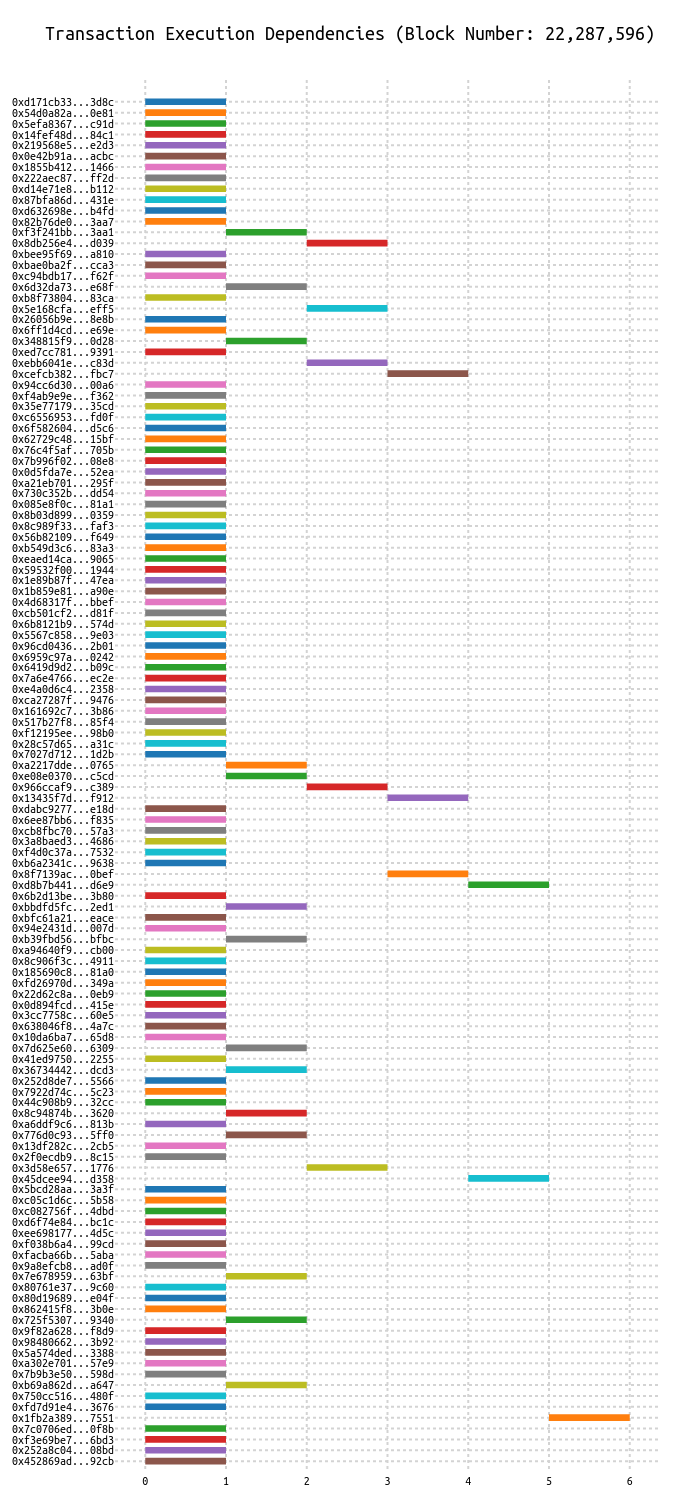 Transaction Execution Dependencies (Block Number: 22,287,596)
0xd171cb33...3d8c
0x54d0a82a...0e81
0x5efa8367...c91d
0x14fef48d...84c1
0x219568e5...e2d3
0x0e42b91a...acbc
0x1855b412...1466
0x222aec87...ff2d
0xd14e71e8...b112
0x87bfa86d...431e
0xd632698e...b4fd
0x82b76de0...3aa7
0xf3f241bb...3aa1
0x8db256e4...d039
0xbee95f69...a810
0xbae0ba2f...cca3
0xc94bdb17...f62f
0x6d32da73...e68f
0xb8f73804...83ca
0x5e168cfa...eff5
0x26056b9e...8e8b
0x6ff1d4cd...e69e
0x348815f9...0d28
0xed7cc781...9391
0xebb6041e...c83d
0xcefcb382...fbc7
0x94cc6d30...00a6
0xf4ab9e9e...f362
0x35e77179...35cd
0xc6556953...fd0f
0x6f582604...d5c6
0x62729c48...15bf
0x76c4f5af...705b
0x7b996f02...08e8
0x0d5fda7e...52ea
0xa21eb701...295f
0x730c352b...dd54
0x085e8f0c...81a1
0x8b03d899...0359
0x8c989f33...faf3
0x56b82109...f649
0xb549d3c6...83a3
0xeaed14ca...9065
0x59532f00...1944
0x1e89b87f...47ea
0x1b859e81...a90e
0x4d68317f...bbef
0xcb501cf2...d81f
0x6b8121b9...574d
0x5567c858...9e03
0x96cd0436...2b01
0x6959c97a...0242
0x6419d9d2...b09c
0x7a6e4766...ec2e
0xe4a0d6c4...2358
0xca27287f...9476
0x161692c7...3b86
0x517b27f8...85f4
0xf12195ee...98b0
0x28c57d65...a31c
0x7027d712...1d2b
0xa2217dde...0765
0xe08e0370...c5cd
0x966ccaf9...c389
0x13435f7d...f912
0xdabc9277...e18d
0x6ee87bb6...f835
0xcb8fbc70...57a3
0x3a8baed3...4686
0xf4d0c37a...7532
0xb6a2341c...9638
0x8f7139ac...0bef
0xd8b7b441...d6e9
0x6b2d13be...3b80
0xbbdfd5fc...2ed1
0xbfc61a21...eace
0x94e2431d...007d
0xb39fbd56...bfbc
0xa94640f9...cb00
0x8c906f3c...4911
0x185690c8...81a0
0xfd26970d...349a
0x22d62c8a...0eb9
0x0d894fcd...415e
0x3cc7758c...60e5
0x638046f8...4a7c
0x10da6ba7...65d8
0x7d625e60...6309
0x41ed9750...2255
0x36734442...dcd3
0x252d8de7...5566
0x7922d74c...5c23
0x44c908b9...32cc
0x8c94874b...3620
0xa6ddf9c6...813b
0x776d0c93...5ff0
0x13df282c...2cb5
0x2f0ecdb9...8c15
0x3d58e657...1776
0x45dcee94...d358
0x5bcd28aa...3a3f
0xc05c1d6c...5b58
0xc082756f...4dbd
0xd6f74e84...bc1c
0xee698177...4d5c
0xf038b6a4...99cd
0xfacba66b...5aba
0x9a8efcb8...ad0f
0x7e678959...63bf
0x80761e37...9c60
0x80d19689...e04f
0x862415f8...3b0e
0x725f5307...9340
0x9f82a628...f8d9
0x98480662...3b92
0x5a574ded...3388
0xa302e701...57e9
0x7b9b3e50...598d
0xb69a862d...a647
0x750cc516...480f
0xfd7d91e4...3676
0x1fb2a389...7551
0x7c0706ed...0f8b
0xf3e69be7...6bd3
0x252a8c04...08bd
0x452869ad...92cb
0 1 2 3 4 5 6